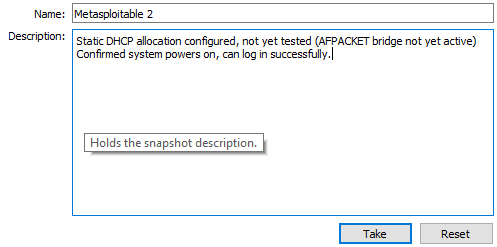 Name: Metasploitable 2
Description: Static DHCP allocation configured, not yet tested (AFPACKET bridge not yet active)
Confirmed system powers on, can log in successfully.
Holds the snapshot description.
Take Reset